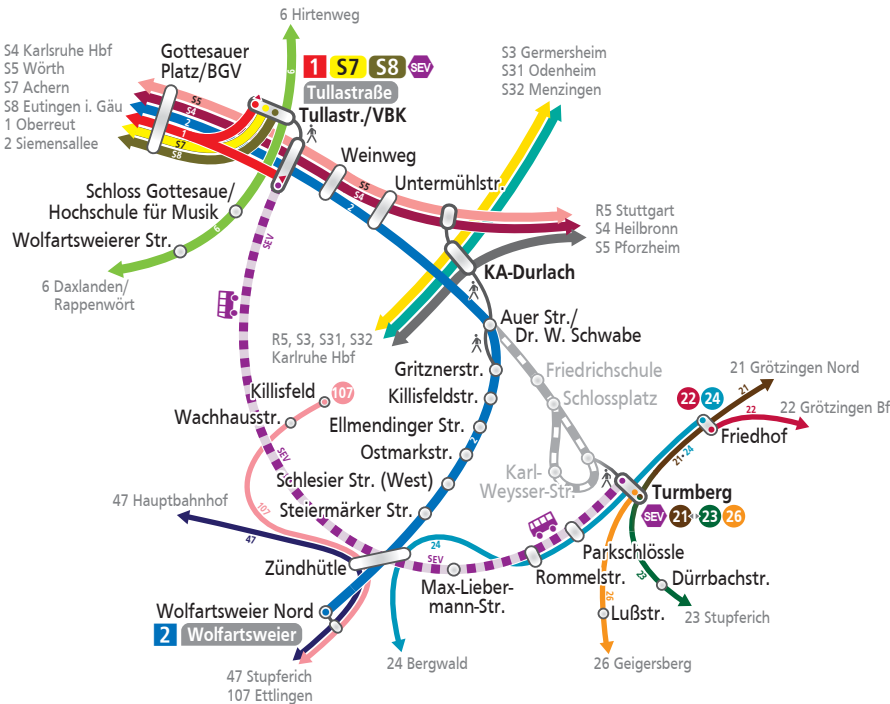 6 Hirtenweg
S4 Karlsruhe Hbf
S5 Wörth
S7 Achern
S8 Eutingen i. Gäu
1 Oberreut
2 Siemensallee
Gottesauer
Platz/BGV
1 S7 S8 SEV
Tullastraße
Tullastr./VBK
S3 Germersheim
S31 Odenheim
S32 Menzingen
6
S5
S4
2
1
S7
S8
Weinweg
S5
S4
2
Untermühlstr.
R5 Stuttgart
S4 Heilbronn
S5 Pforzheim
Schloss Gottesaue/
Hochschule für Musik
6
Wolfartsweierer Str.
6 Daxlanden/
Rappenwört
SEV
KA-Durlach
R5, S3, S31, S32
Karlsruhe Hbf
Auer Str./
Dr. W. Schwabe
Gritznerstr.
Friedrichschule
Killisfeld 107
Killisfeldstr.
Schlossplatz
21 Grötzingen Nord
21
22 24
22
22 Grötzingen Bf
Wachhausstr.
Ellmendinger Str.
2
Friedhof
21·24
SEV
Ostmarkstr.
Schlesier Str. (West)
Karl-
Weysser-Str.
Turmberg
SEV 21 23 26
47 Hauptbahnhof
107
47
Steiermärker Str.
24
SEV
Zündhütle
Parkschlössle
Max-Lieber-
mann-Str.
Rommelstr.
23
Dürrbachstr.
26
Lußstr.
23 Stupferich
Wolfartsweier Nord
2 Wolfartsweier
24 Bergwald
26 Geigersberg
47 Stupferich
107 Ettlingen